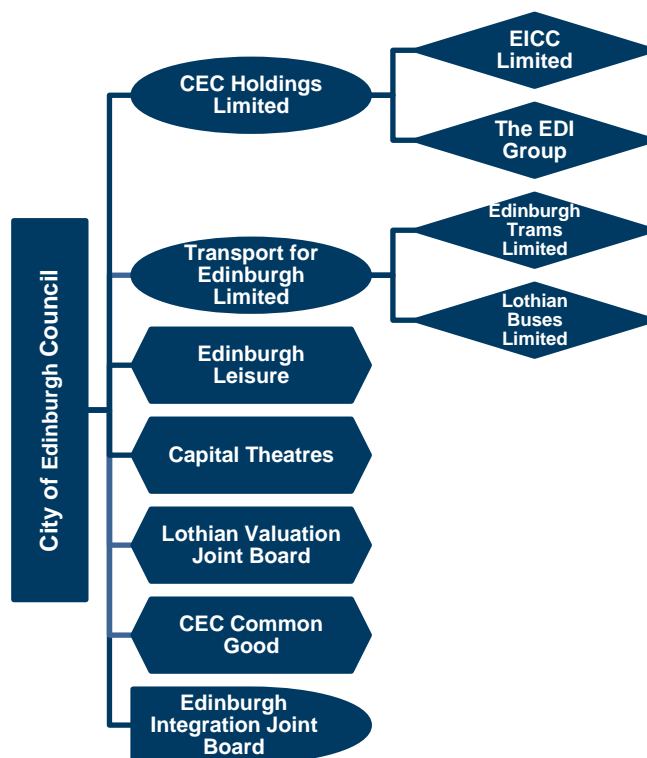 City of Edinburgh Council
CEC Holdings
Limited
EICC
Limited
The EDI
Group
Transport for
Edinburgh
Limited
Edinburgh
Trams
Limited
Lothian
Buses
Limited
Edinburgh
Leisure
Capital Theatres
Lothian Valuation
Joint Board
CEC Common
Good
Edinburgh
Integration Joint
Board